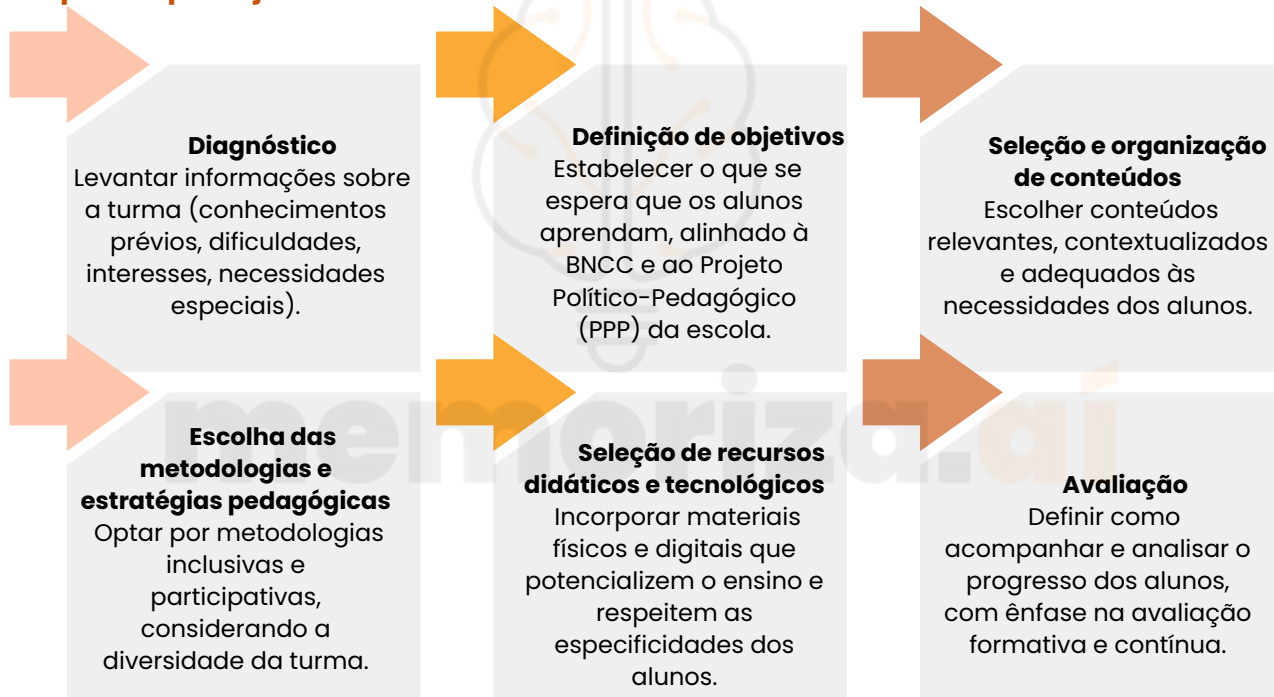 Diagnóstico
Levantar informações sobre
a turma (conhecimentos
prévios, dificuldades,
interesses, necessidades
especiais).
Definição de objetivos
Estabelecer o que se
espera que os alunos
aprendam, alinhado à
BNCC e ao Projeto
Político-Pedagógico
(PPP) da escola.
Seleção e organização
de conteúdos
Escolher conteúdos
relevantes, contextualizados
e adequados às
necessidades dos alunos.
Escolha das
metodologias e
estratégias pedagógicas
Optar por metodologias
inclusivas e
participativas,
considerando a
diversidade da turma.
Seleção de recursos
didáticos e tecnológicos
Incorporar materiais
físicos e digitais que
potencializem o ensino e
respeitem as
especificidades dos
alunos.
Avaliação
Definir como
acompanhar e analisar o
progresso dos alunos,
com ênfase na avaliação
formativa e contínua.
memoriza.aí